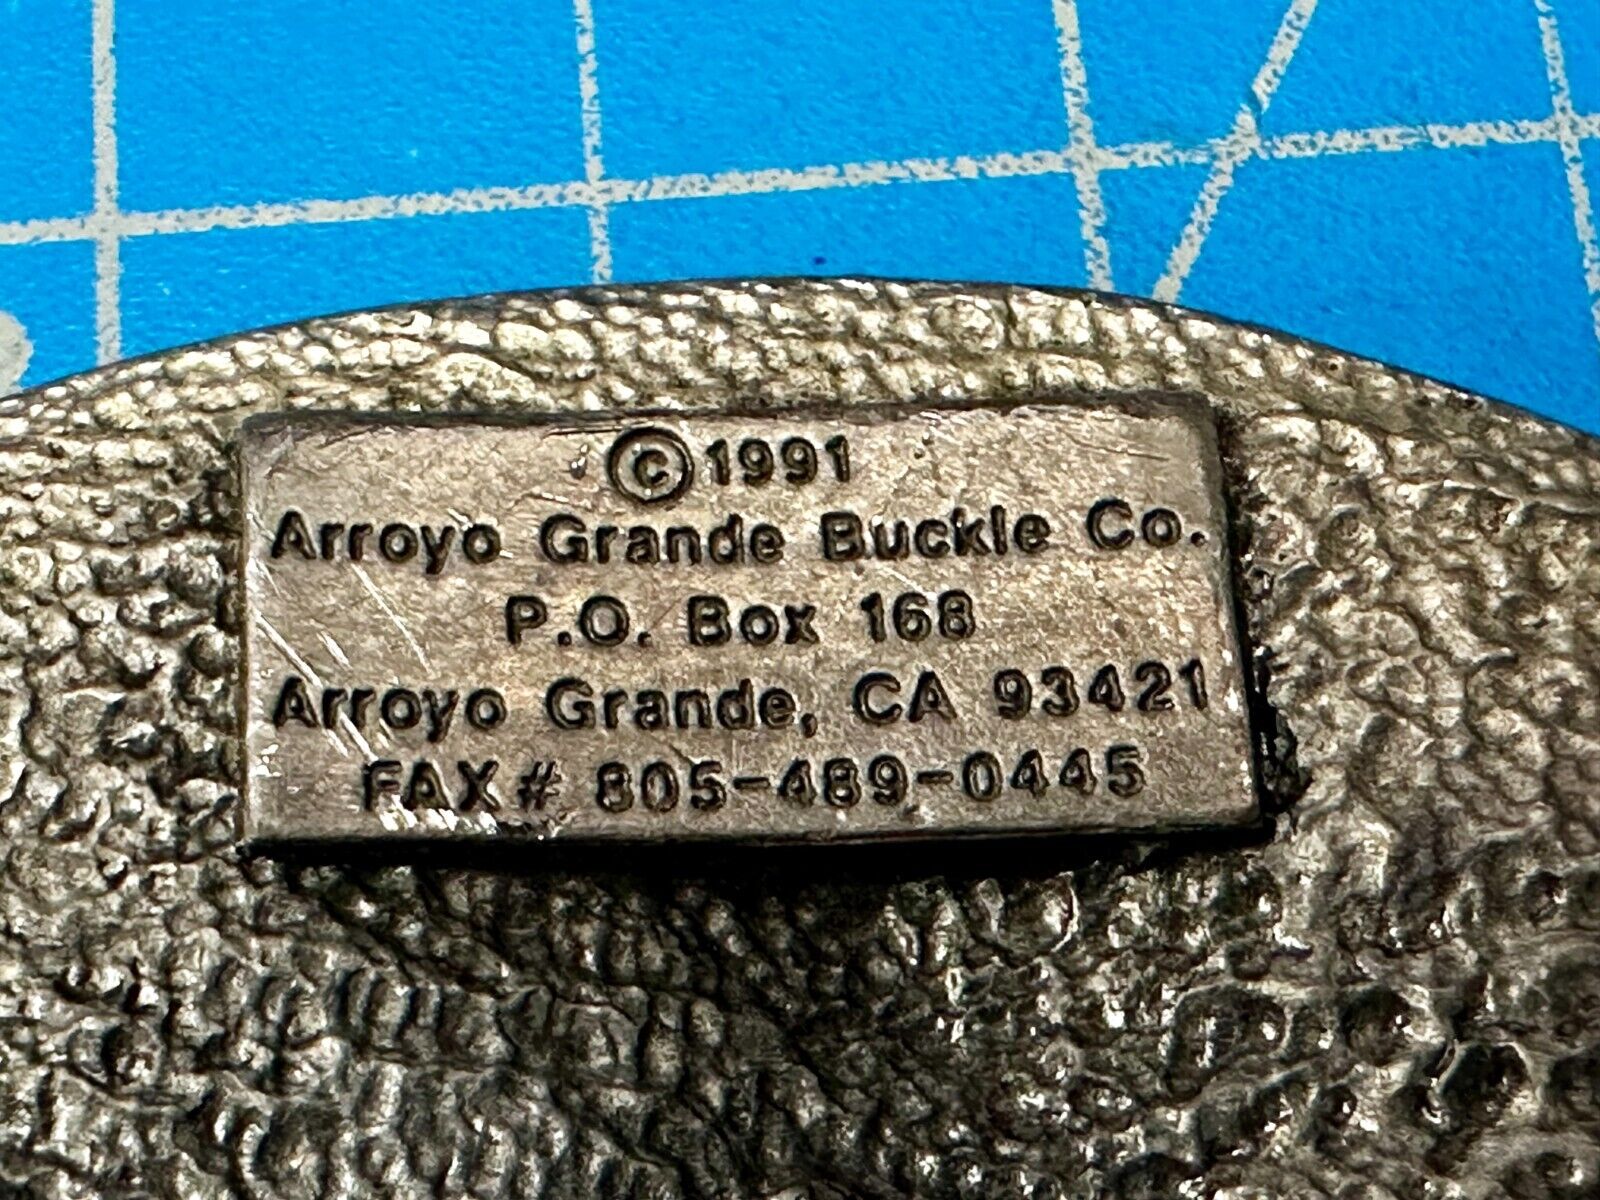 ©1991
Arroyo Grande Buckle Co.
P.O. Box 168
Arroyo Grande, CA 93421
FAX # 805-489-0445